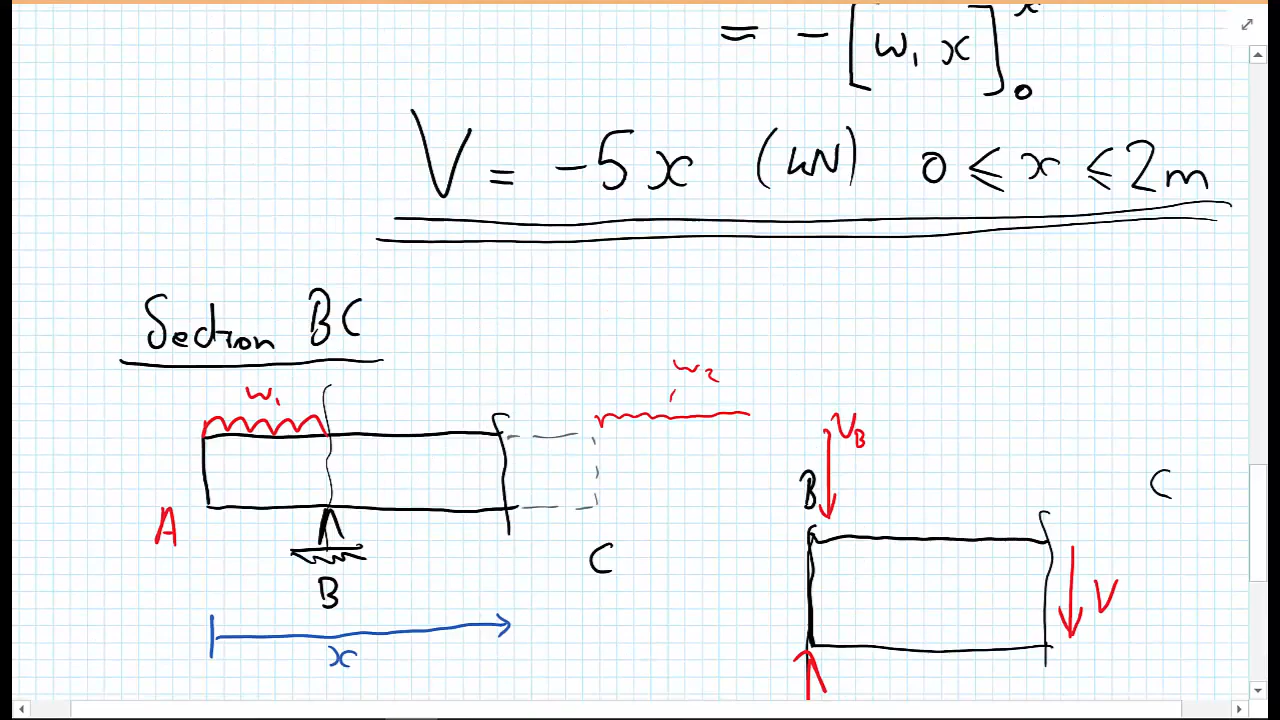 x
= - [w₁ x]
0
V = -5x (kN) 0 ≤ x ≤ 2m
Section BC
w₂
w₁
V_B
B
C
A
C
B
V
x